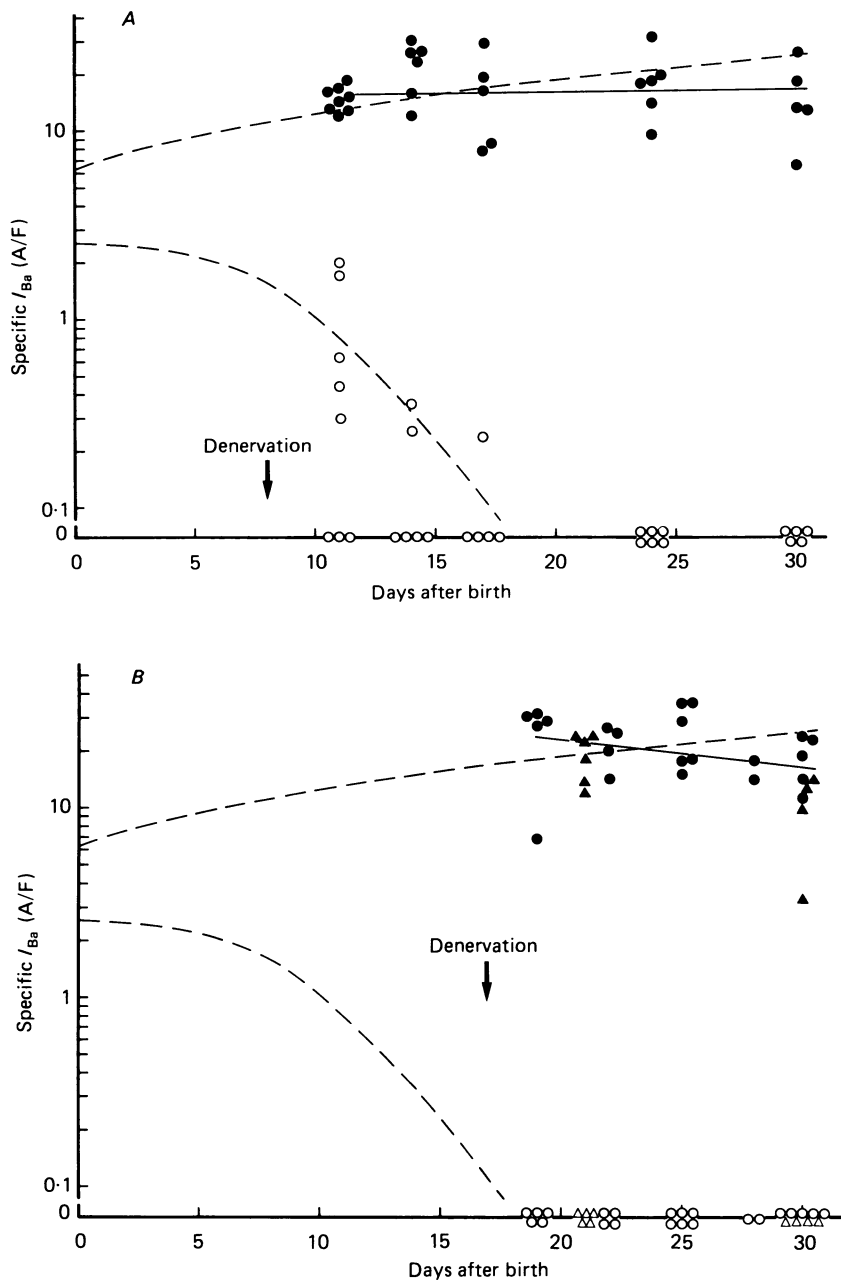 A
10
1
0·1
0
Specific I_Ba (A/F)
Denervation
0 5 10 15 20 25 30
Days after birth
B
10
1
0·1
0
Specific I_Ba (A/F)
Denervation
0 5 10 15 20 25 30
Days after birth